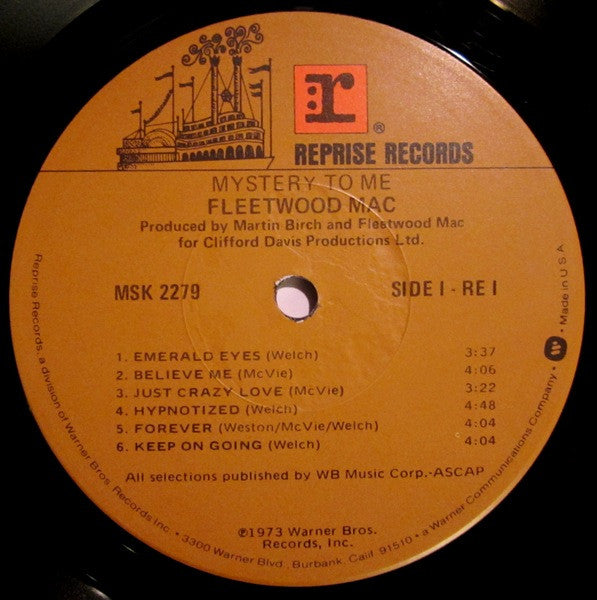 r
®
REPRISE RECORDS
MYSTERY TO ME
FLEETWOOD MAC
Produced by Martin Birch and Fleetwood Mac
for Clifford Davis Productions Ltd.
MSK 2279
SIDE I - RE I
1. EMERALD EYES (Welch) 3:37
2. BELIEVE ME (McVie) 4:06
3. JUST CRAZY LOVE (McVie) 3:22
4. HYPNOTIZED (Welch) 4:48
5. FOREVER (Weston/McVie/Welch) 4:04
6. KEEP ON GOING (Welch) 4:04
All selections published by WB Music Corp.-ASCAP
℗1973 Warner Bros.
Records, Inc.
Reprise Records, a division of Warner Bros. Records Inc. • 3300 Warner Blvd., Burbank, Calif. 91510 • a Warner Communications Company. • Made in U.S.A.